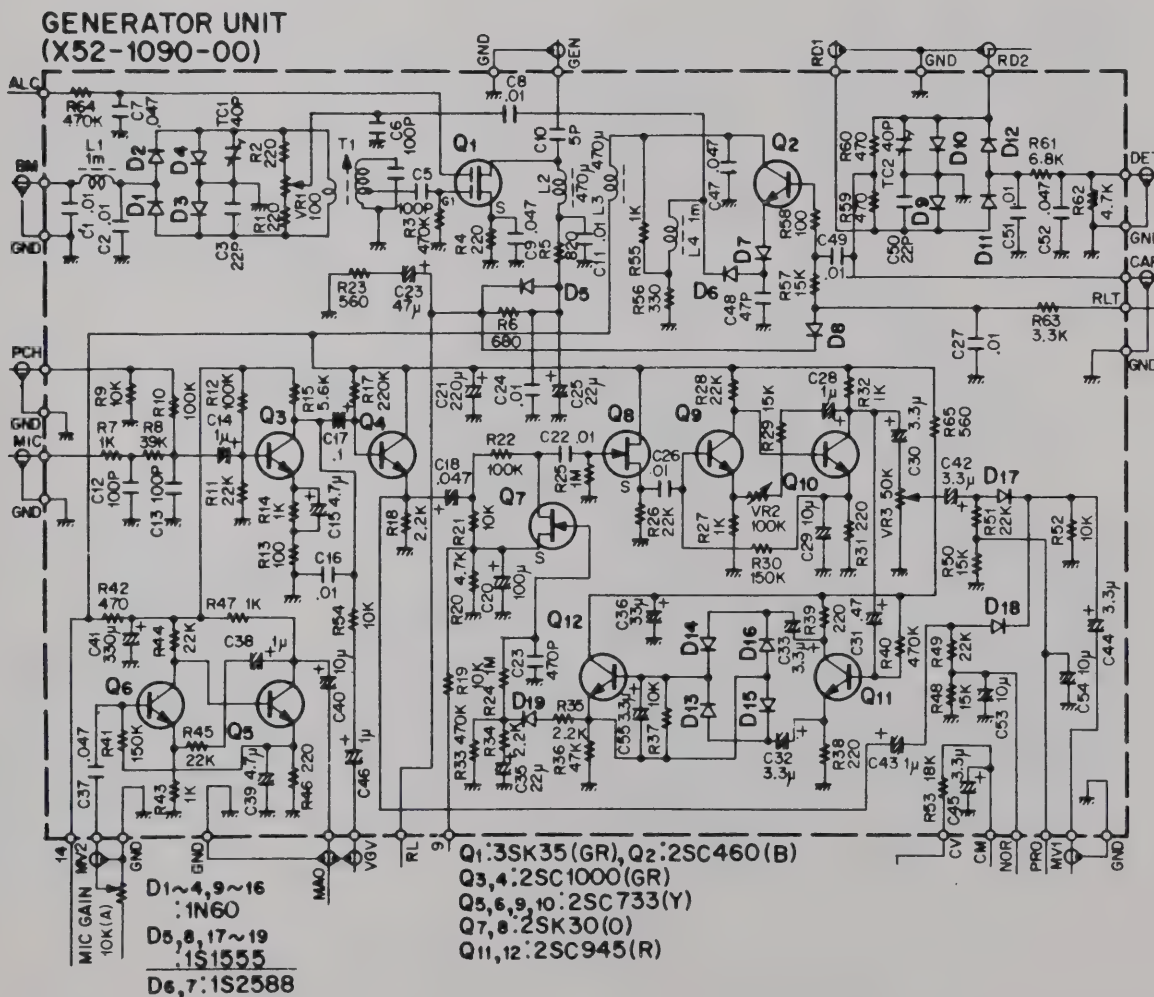 GENERATOR UNIT
(X52-1090-00)
GND
GEN
RD1
GND
RD2
ALC
R64
470K
C7
.047
TC1
40P
L1
1m
BM
C1 .01
C2 .01
GND
D2
D4
D1
D3
C3
22P
R2
220
R1
220
VR1
100
T1
C6
100P
C5
100P
R3
470K
C8
.01
Q1
G1
S
R4
220
C9 .047
R5
820
C10
5P
L2
470μ
L3
470μ
C11 .01
R55 1K
R56
330
L4 1m
C47 .047
Q2
D7
D6
C48
47P
R58
100
R57
15K
C49
.01
D8
R60
470
R59
470
TC2 40P
C50
22P
D10
D9
D12
D11
R61
6.8K
C51 .01
C52 .047
R62
4.7K
DET
GND
CAR
RLT
R63
3.3K
GND
C27
.01
R23
560
C23
47μ
D5
R6
680
PCH
GND
MIC
GND
R9
10K
R10
100K
R7
1K
R8
39K
C12
100P
C13 100P
R12
100K
C14
1μ
R11
22K
Q3
R15
5.6K
R14
1K
C15 4.7μ
R13
100
C16
.01
C17
.1
R17
220K
Q4
R18
2.2K
C18
.047
C21
220μ
C24
.01
C25
22μ
R22
100K
C22 .01
R21
10K
Q7
S
R25
1M
Q8
S
R26
22K
C26
.01
Q9
R28
22K
R27
1K
R29
15K
VR2
100K
R30
150K
Q10
C28
1μ
R32
1K
C29 10μ
R31
220
3.3μ
C30
VR3 50K
R65
560
C42
3.3μ
D17
R51
22K
R50
15K
R52
10K
D18
R49
22K
R48
15K
C53 10μ
C54 10μ
C44
3.3μ
R42
470
C41
330μ
R44
22K
R47 1K
C38
1μ
Q6
Q5
R41
150K
R45
22K
C37
.047
R43
1K
C39
4.7μ
R46
220
C40
10μ
R54
10K
C46
1μ
R20
4.7K
C20
100μ
R19
10K
C23
470P
R24 1M
D19
R33 470K
R34
2.2K
C35
22μ
R35
2.2K
R36
47K
Q12
C36
33μ
C55 3.3μ
R37
10K
D14
D16
D13
D15
C33
3.3μ
R39
220
C31 .47
R40
470K
Q11
R38
220
C32
3.3μ
C43 1μ
R53
18K
C45
3.3μ
14
MV2
GND
GND
MAO
VGV
RL
9
CV
CM
NOR
PRO
MV1
GND
MIC GAIN
10K(A)
D1~4,9~16
:1N60
D5,8,17~19
:1S1555
D6,7:1S2588
Q1:3SK35(GR),Q2:2SC460(B)
Q3,4:2SC1000(GR)
Q5,6,9,10:2SC733(Y)
Q7,8:2SK30(O)
Q11,12:2SC945(R)